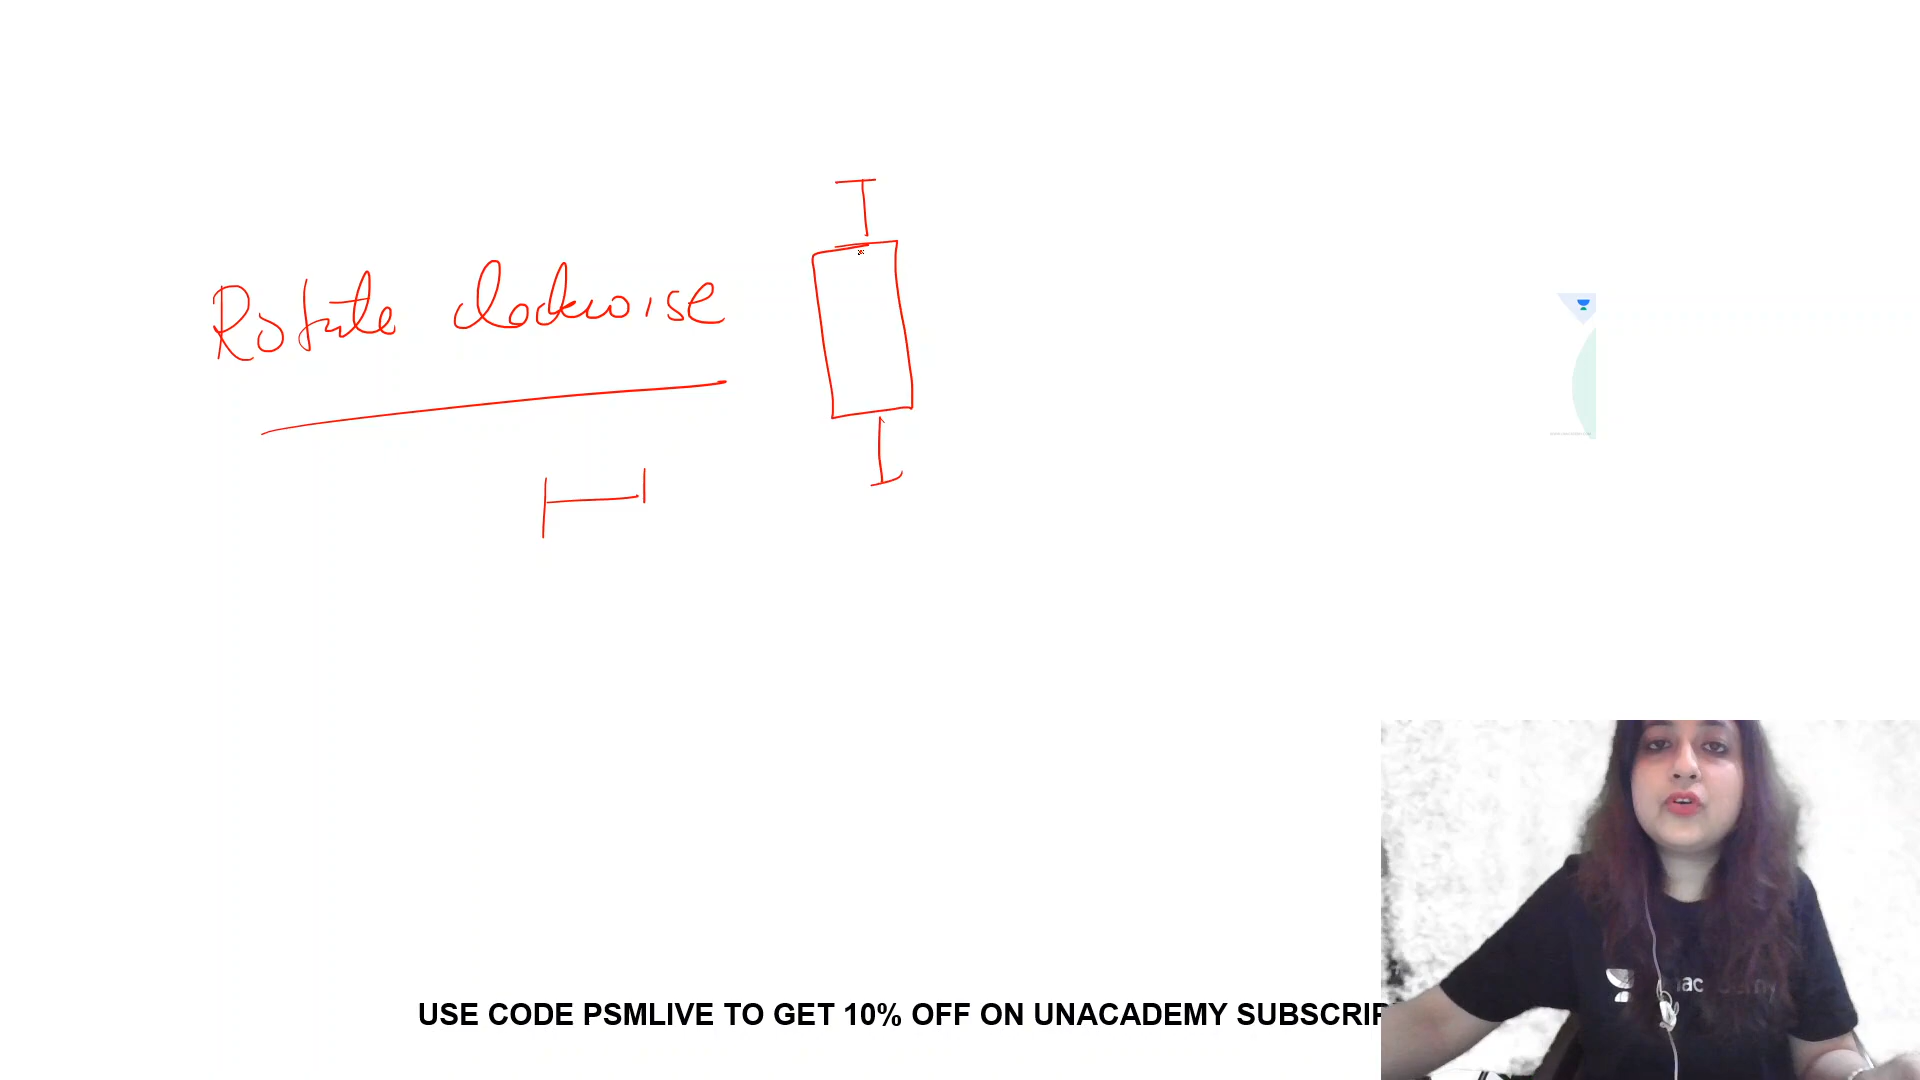 Rotate clockwise
USE CODE PSMLIVE TO GET 10% OFF ON UNACADEMY SUBSCRIP